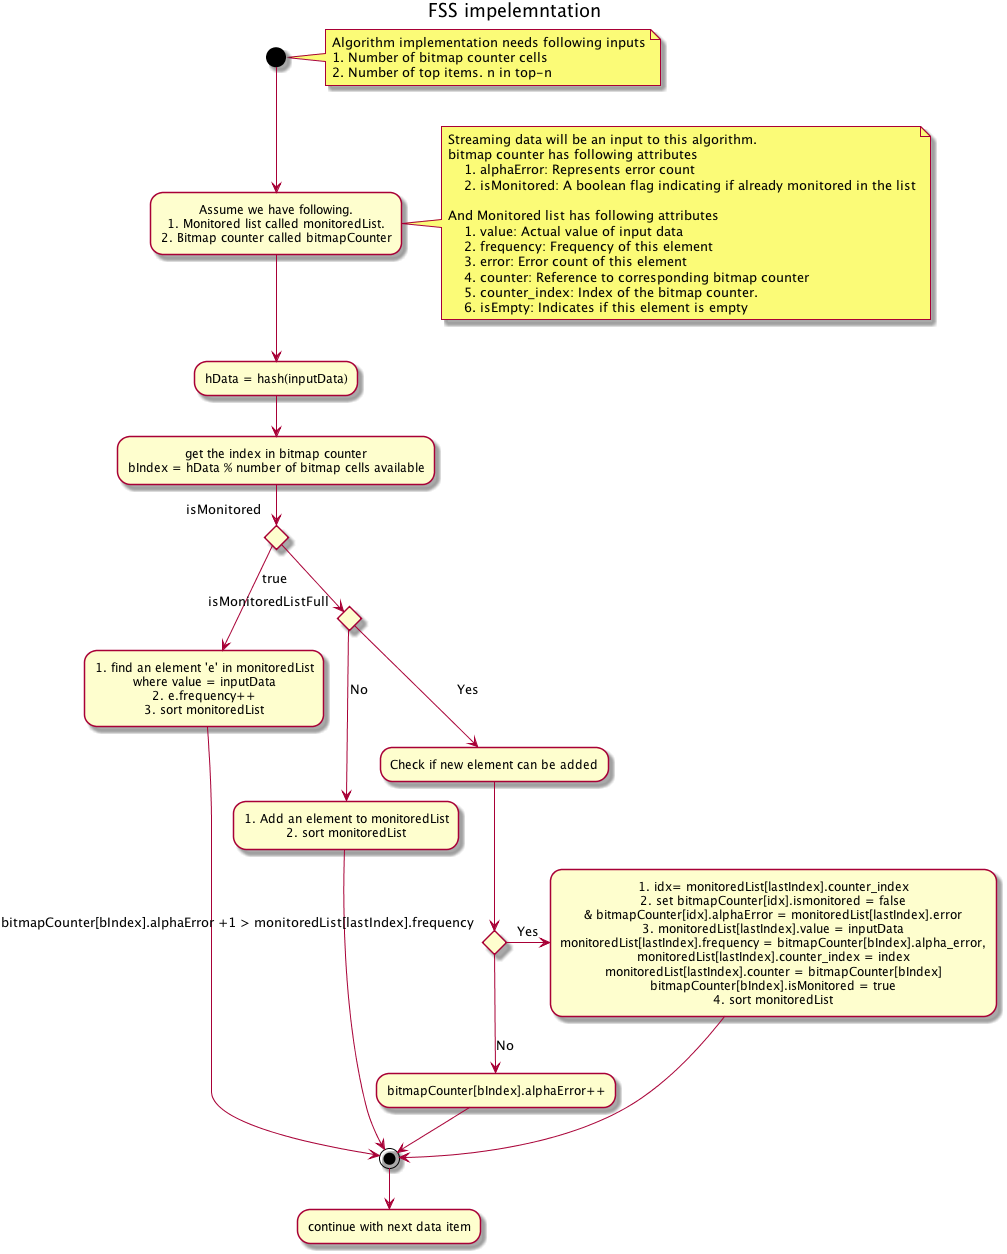 FSS impelemntation
Algorithm implementation needs following inputs
1. Number of bitmap counter cells
2. Number of top items. n in top-n
Streaming data will be an input to this algorithm.
bitmap counter has following attributes
1. alphaError: Represents error count
2. isMonitored: A boolean flag indicating if already monitored in the list
And Monitored list has following attributes
1. value: Actual value of input data
2. frequency: Frequency of this element
3. error: Error count of this element
4. counter: Reference to corresponding bitmap counter
5. counter_index: Index of the bitmap counter.
6. isEmpty: Indicates if this element is empty
Assume we have following.
1. Monitored list called monitoredList.
2. Bitmap counter called bitmapCounter
hData = hash(inputData)
get the index in bitmap counter
bIndex = hData % number of bitmap cells available
isMonitored
true
isMonitoredListFull
1. find an element 'e' in monitoredList
where value = inputData
2. e.frequency++
3. sort monitoredList
No
Yes
Check if new element can be added
1. Add an element to monitoredList
2. sort monitoredList
bitmapCounter[bIndex].alphaError +1 > monitoredList[lastIndex].frequency
Yes
1. idx= monitoredList[lastIndex].counter_index
2. set bitmapCounter[idx].ismonitored = false
& bitmapCounter[idx].alphaError = monitoredList[lastIndex].error
3. monitoredList[lastIndex].value = inputData
monitoredList[lastIndex].frequency = bitmapCounter[bIndex].alpha_error,
monitoredList[lastIndex].counter_index = index
monitoredList[lastIndex].counter = bitmapCounter[bIndex]
bitmapCounter[bIndex].isMonitored = true
4. sort monitoredList
No
bitmapCounter[bIndex].alphaError++
continue with next data item